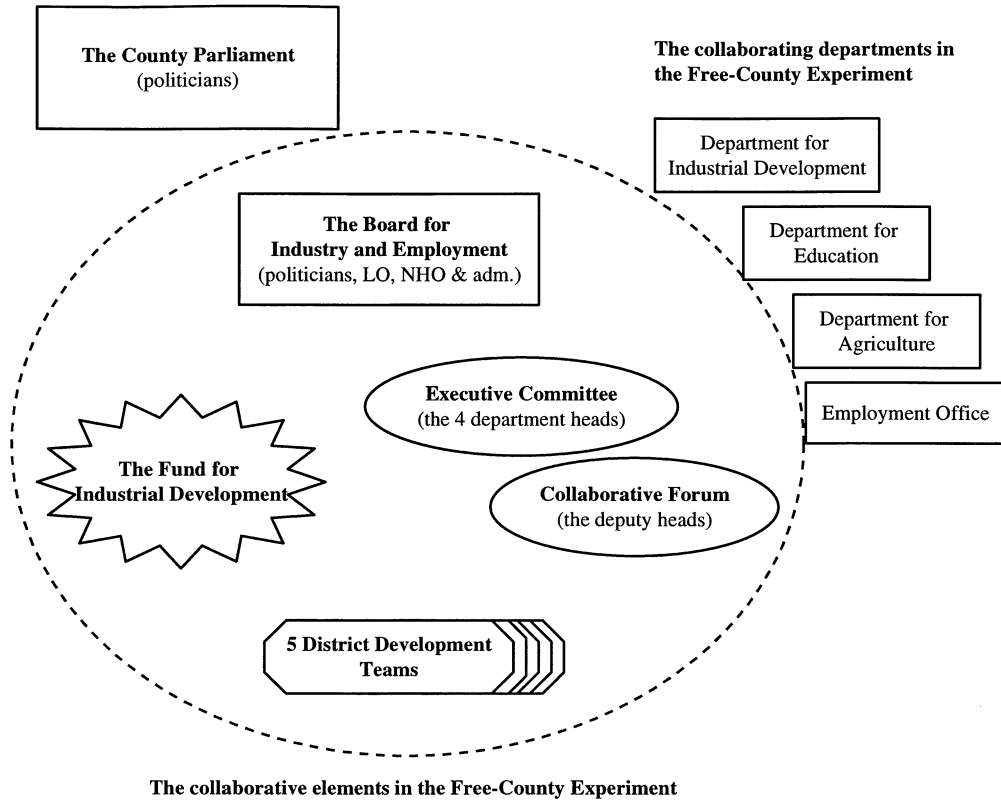 The County Parliament
(politicians)
The collaborating departments in
the Free-County Experiment
Department for
Industrial Development
Department for
Education
Department for
Agriculture
Employment Office
The Board for
Industry and Employment
(politicians, LO, NHO & adm.)
Executive Committee
(the 4 department heads)
The Fund for
Industrial Development
Collaborative Forum
(the deputy heads)
5 District Development
Teams
The collaborative elements in the Free-County Experiment